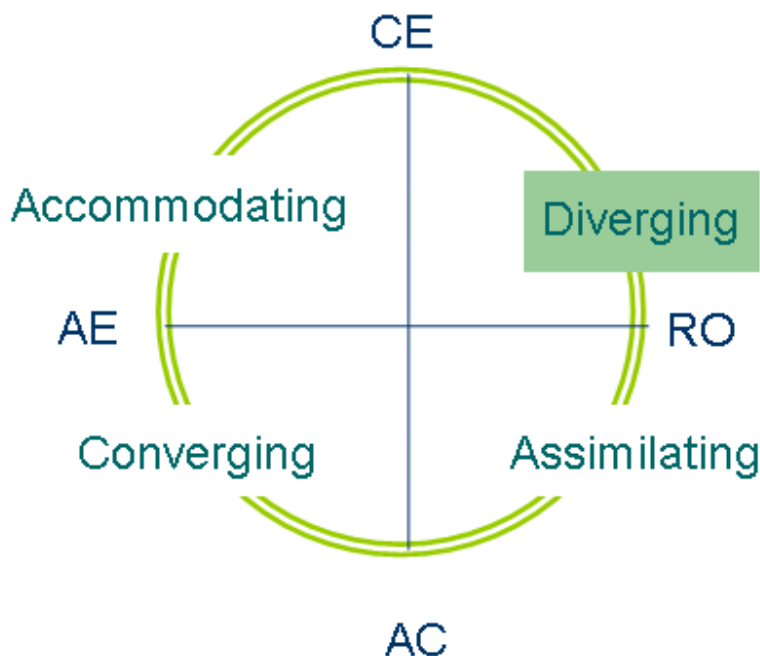 CE
Accommodating
Diverging
AE
RO
Converging
Assimilating
AC